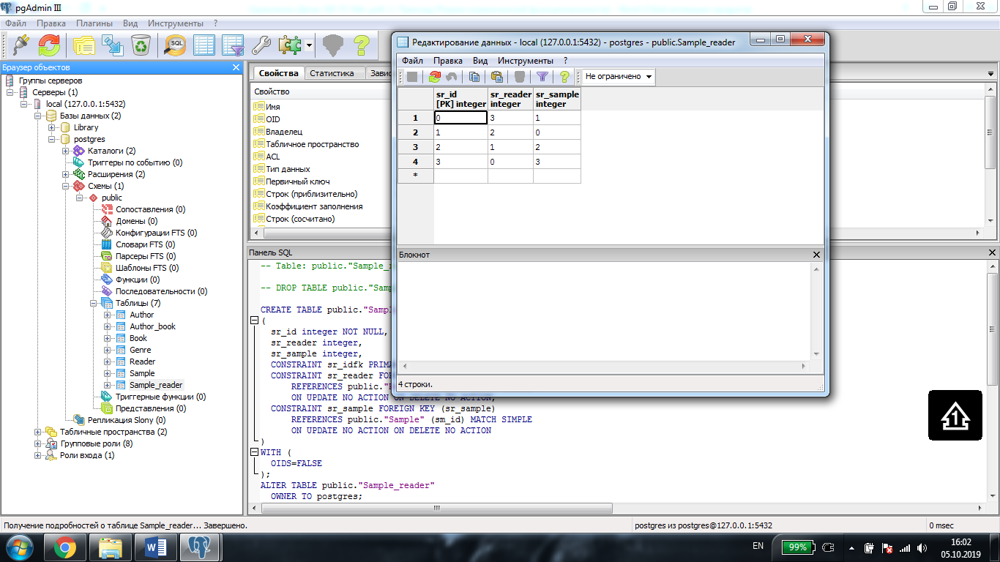 pgAdmin III
Файл Правка Плагины Вид Инструменты ?
SQL
Браузер объектов
Группы серверов
Серверы (1)
local (127.0.0.1:5432)
Базы данных (2)
Library
postgres
Каталоги (2)
Триггеры по событию (0)
Расширения (2)
Схемы (1)
public
Сопоставления (0)
Домены (0)
Конфигурации FTS (0)
Словари FTS (0)
Парсеры FTS (0)
Шаблоны FTS (0)
Функции (0)
Последовательности (0)
Таблицы (7)
Author
Author_book
Book
Genre
Reader
Sample
Sample_reader
Триггерные функции (0)
Представления (0)
Репликация Slony (0)
Табличные пространства (2)
Групповые роли (8)
Роли входа (1)
Свойства Статистика Зави
Свойство
Имя
OID
Владелец
Табличное пространство
ACL
Тип данных
Первичный ключ
Строк (приблизительно)
Коэффициент заполнения
Строк (сосчитано)
Панель SQL
-- Table: public."Sample_
-- DROP TABLE public."Sam
CREATE TABLE public."Samp
(
sr_id integer NOT NULL,
sr_reader integer,
sr_sample integer,
CONSTRAINT sr_idfk PRIMA
CONSTRAINT sr_reader FO
REFERENCES public."
ON UPDATE NO ACTION ON DELETE NO ACTION,
CONSTRAINT sr_sample FOREIGN KEY (sr_sample)
REFERENCES public."Sample" (sm_id) MATCH SIMPLE
ON UPDATE NO ACTION ON DELETE NO ACTION
)
WITH (
OIDS=FALSE
);
ALTER TABLE public."Sample_reader"
OWNER TO postgres;
Редактирование данных - local (127.0.0.1:5432) - postgres - public.Sample_reader
Файл Правка Вид Инструменты ?
Не ограничено
sr_id sr_reader sr_sample
[PK] integer integer integer
1 0 3 1
2 1 2 0
3 2 1 2
4 3 0 3
*
Блокнот
4 строки.
1
Получение подробностей о таблице Sample_reader... Завершено. postgres из postgres@127.0.0.1:5432 0 msec
EN 99% 16:02
05.10.2019